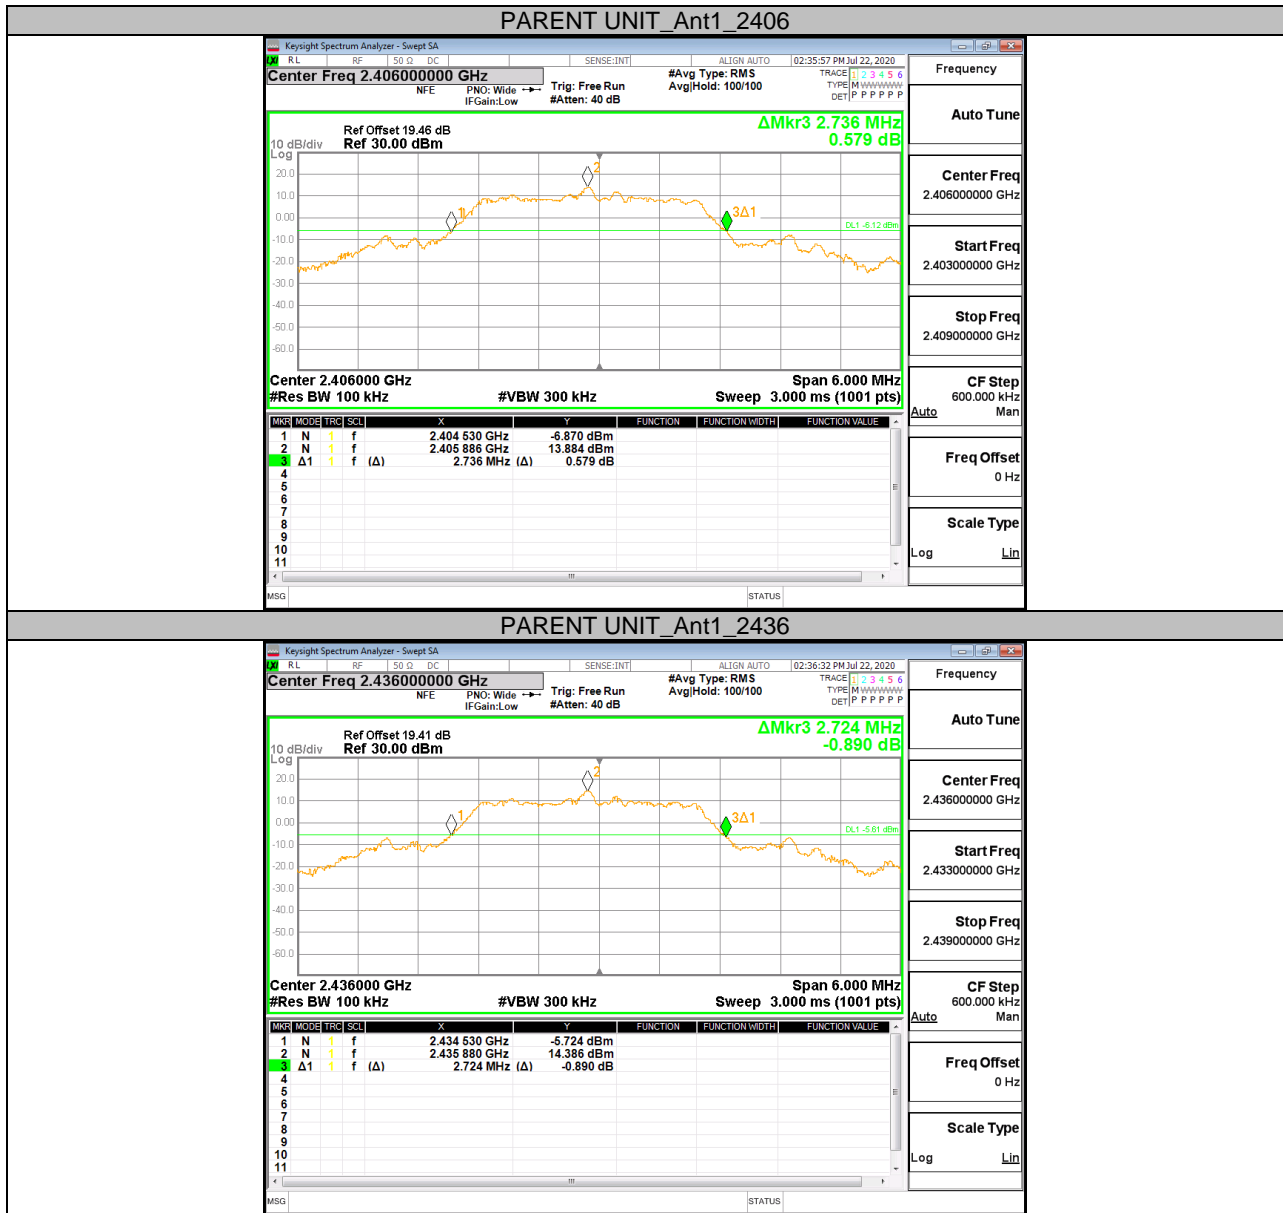 PARENT UNIT_Ant1_2406
Keysight Spectrum Analyzer - Swept SA
LXI RL RF 50 Ω DC SENSE:INT ALIGN AUTO 02:35:57 PM Jul 22, 2020
Center Freq 2.406000000 GHz
NFE PNO: Wide Trig: Free Run #Avg Type: RMS TRACE 1 2 3 4 5 6
IFGain:Low #Atten: 40 dB Avg|Hold: 100/100 TYPE M WWWWW
DET P P P P P P
ΔMkr3 2.736 MHz
0.579 dB
Ref Offset 19.46 dB
10 dB/div Ref 30.00 dBm
Log
20.0
10.0
0.00
-10.0
-20.0
-30.0
-40.0
-50.0
-60.0
1
2
3Δ1
DL1 -6.12 dBm
Center 2.406000 GHz Span 6.000 MHz
#Res BW 100 kHz #VBW 300 kHz Sweep 3.000 ms (1001 pts)
MKR MODE TRC SCL X Y FUNCTION FUNCTION WIDTH FUNCTION VALUE
1 N 1 f 2.404 530 GHz -6.870 dBm
2 N 1 f 2.405 886 GHz 13.884 dBm
3 Δ1 1 f (Δ) 2.736 MHz (Δ) 0.579 dB
4
5
6
7
8
9
10
11
MSG STATUS
Frequency
Auto Tune
Center Freq
2.406000000 GHz
Start Freq
2.403000000 GHz
Stop Freq
2.409000000 GHz
CF Step
600.000 kHz
Auto Man
Freq Offset
0 Hz
Scale Type
Log Lin
PARENT UNIT_Ant1_2436
Keysight Spectrum Analyzer - Swept SA
LXI RL RF 50 Ω DC SENSE:INT ALIGN AUTO 02:36:32 PM Jul 22, 2020
Center Freq 2.436000000 GHz
NFE PNO: Wide Trig: Free Run #Avg Type: RMS TRACE 1 2 3 4 5 6
IFGain:Low #Atten: 40 dB Avg|Hold: 100/100 TYPE M WWWWW
DET P P P P P P
ΔMkr3 2.724 MHz
-0.890 dB
Ref Offset 19.41 dB
10 dB/div Ref 30.00 dBm
Log
20.0
10.0
0.00
-10.0
-20.0
-30.0
-40.0
-50.0
-60.0
1
2
3Δ1
DL1 -5.61 dBm
Center 2.436000 GHz Span 6.000 MHz
#Res BW 100 kHz #VBW 300 kHz Sweep 3.000 ms (1001 pts)
MKR MODE TRC SCL X Y FUNCTION FUNCTION WIDTH FUNCTION VALUE
1 N 1 f 2.434 530 GHz -5.724 dBm
2 N 1 f 2.435 880 GHz 14.386 dBm
3 Δ1 1 f (Δ) 2.724 MHz (Δ) -0.890 dB
4
5
6
7
8
9
10
11
MSG STATUS
Frequency
Auto Tune
Center Freq
2.436000000 GHz
Start Freq
2.433000000 GHz
Stop Freq
2.439000000 GHz
CF Step
600.000 kHz
Auto Man
Freq Offset
0 Hz
Scale Type
Log Lin